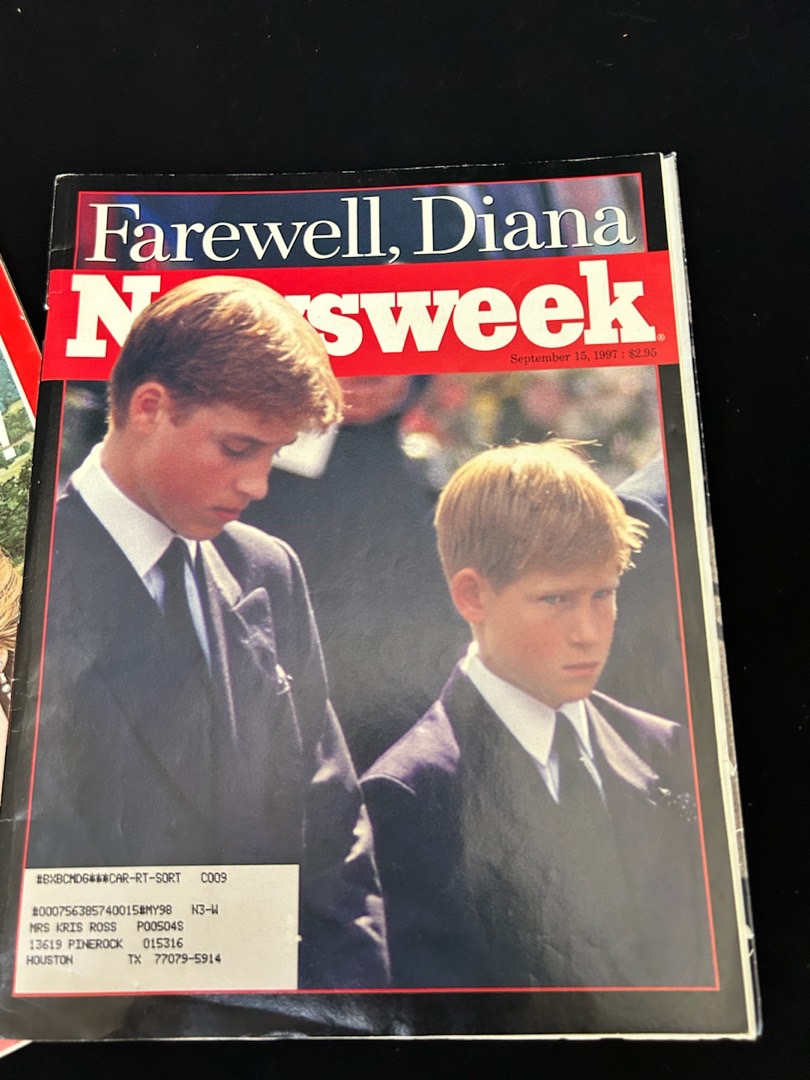 Farewell, Diana
Newsweek®
September 15, 1997 : $2.95
#BXBCMDG***CAR-RT-SORT C009
#000756385740015#MY98 N3-W
MRS KRIS ROSS P00504S
13619 PINEROCK 015316
HOUSTON TX 77079-5914